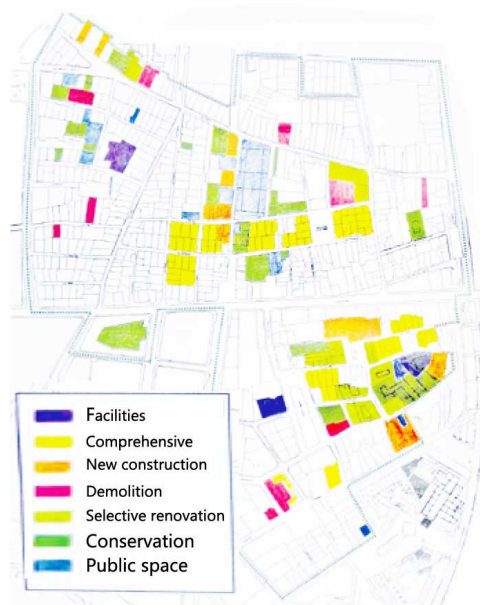 Facilities
Comprehensive
New construction
Demolition
Selective renovation
Conservation
Public space